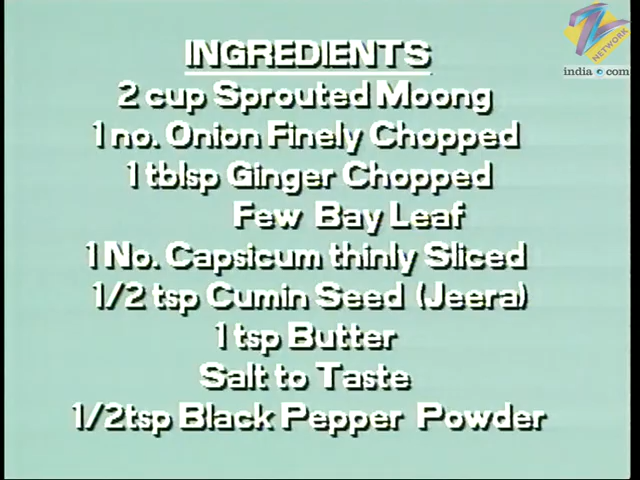 Z
NETWORK
india.com
INGREDIENTS
2 cup Sprouted Moong
1 no. Onion Finely Chopped
1 tblsp Ginger Chopped
Few Bay Leaf
1 No. Capsicum thinly Sliced
1/2 tsp Cumin Seed (Jeera)
1 tsp Butter
Salt to Taste
1/2tsp Black Pepper Powder